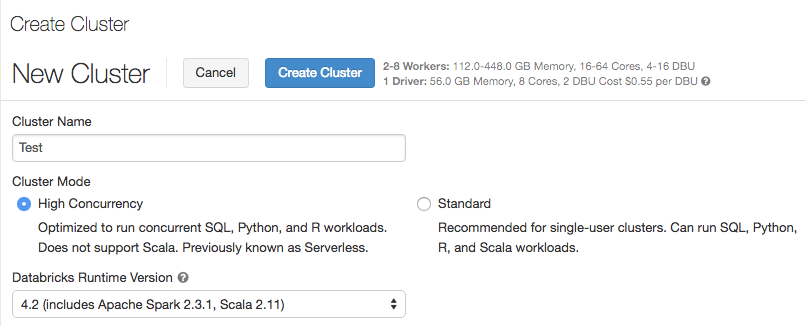 Create Cluster
New Cluster
Cancel
Create Cluster
2-8 Workers: 112.0-448.0 GB Memory, 16-64 Cores, 4-16 DBU
1 Driver: 56.0 GB Memory, 8 Cores, 2 DBU Cost $0.55 per DBU ?
Cluster Name
Test
Cluster Mode
High Concurrency
Optimized to run concurrent SQL, Python, and R workloads.
Does not support Scala. Previously known as Serverless.
Standard
Recommended for single-user clusters. Can run SQL, Python,
R, and Scala workloads.
Databricks Runtime Version ?
4.2 (includes Apache Spark 2.3.1, Scala 2.11)